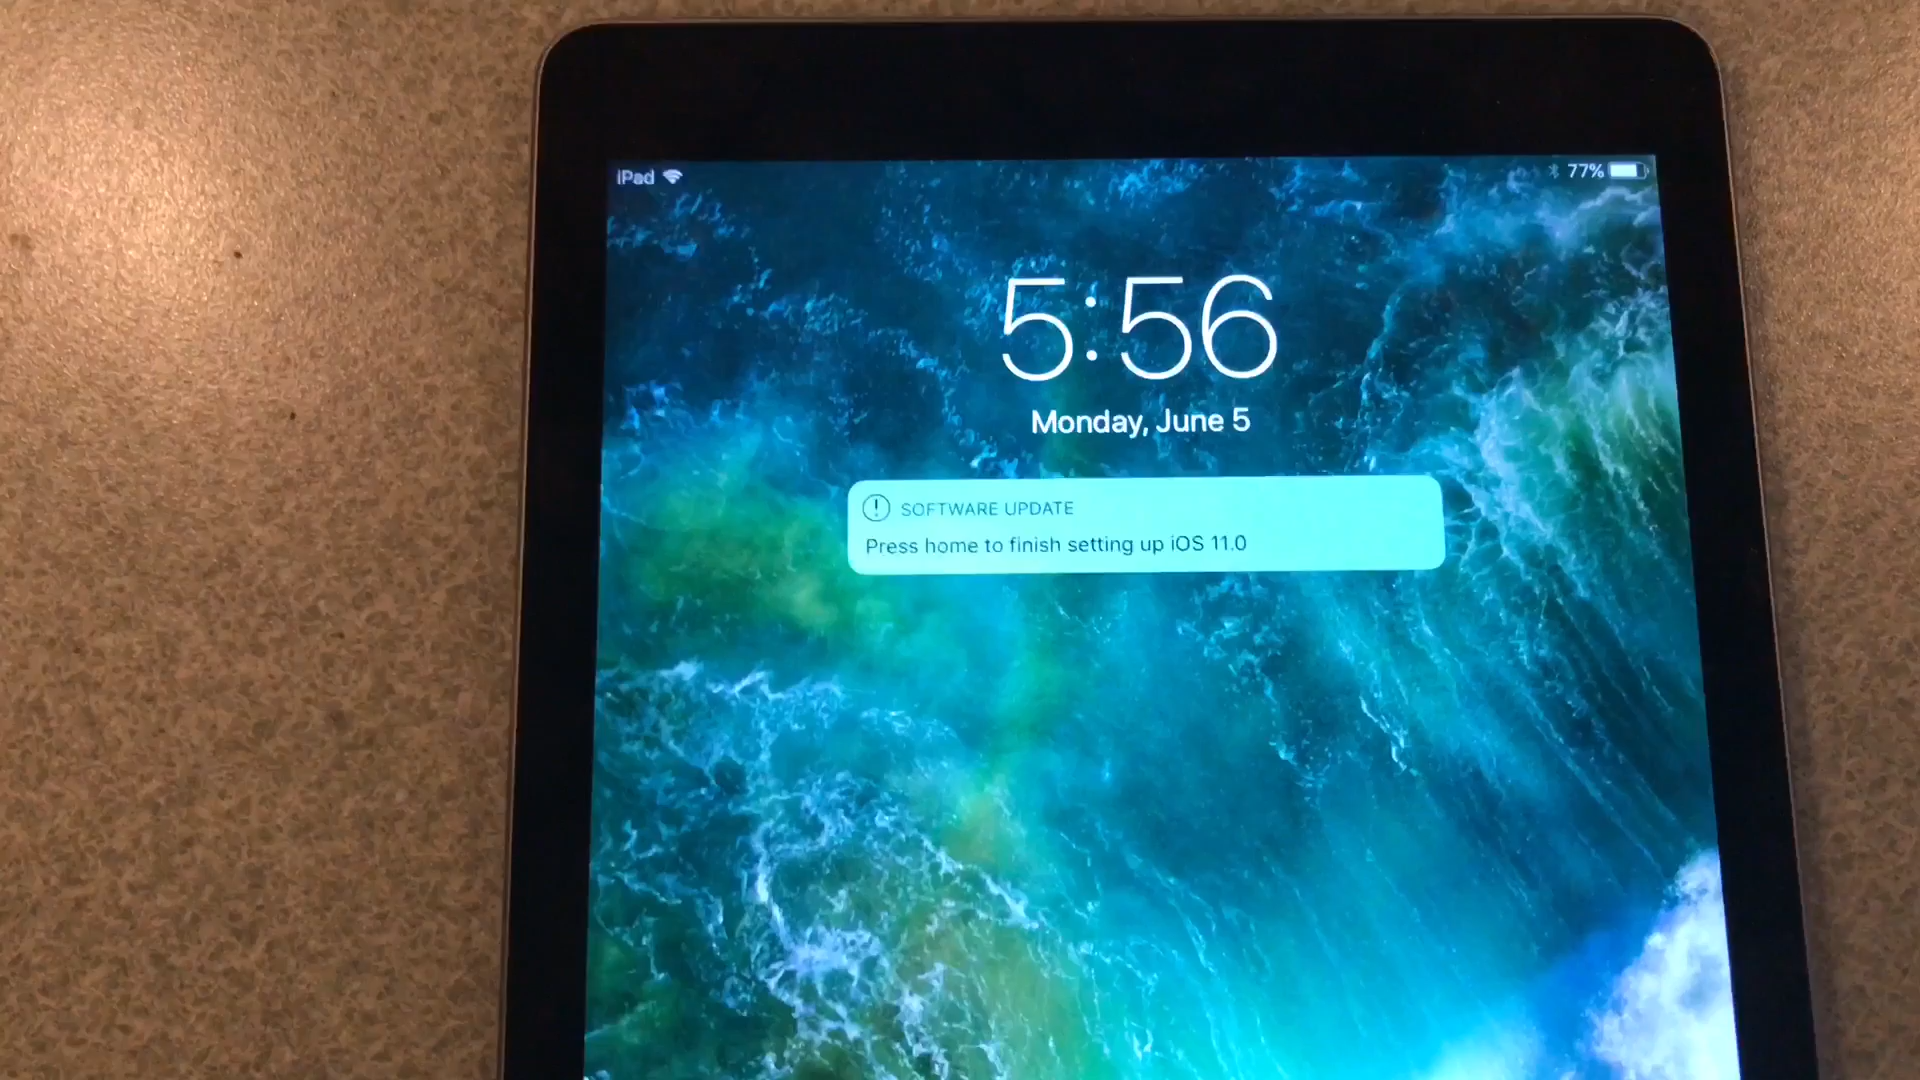 iPad 77%
5:56
Monday, June 5
SOFTWARE UPDATE
Press home to finish setting up iOS 11.0